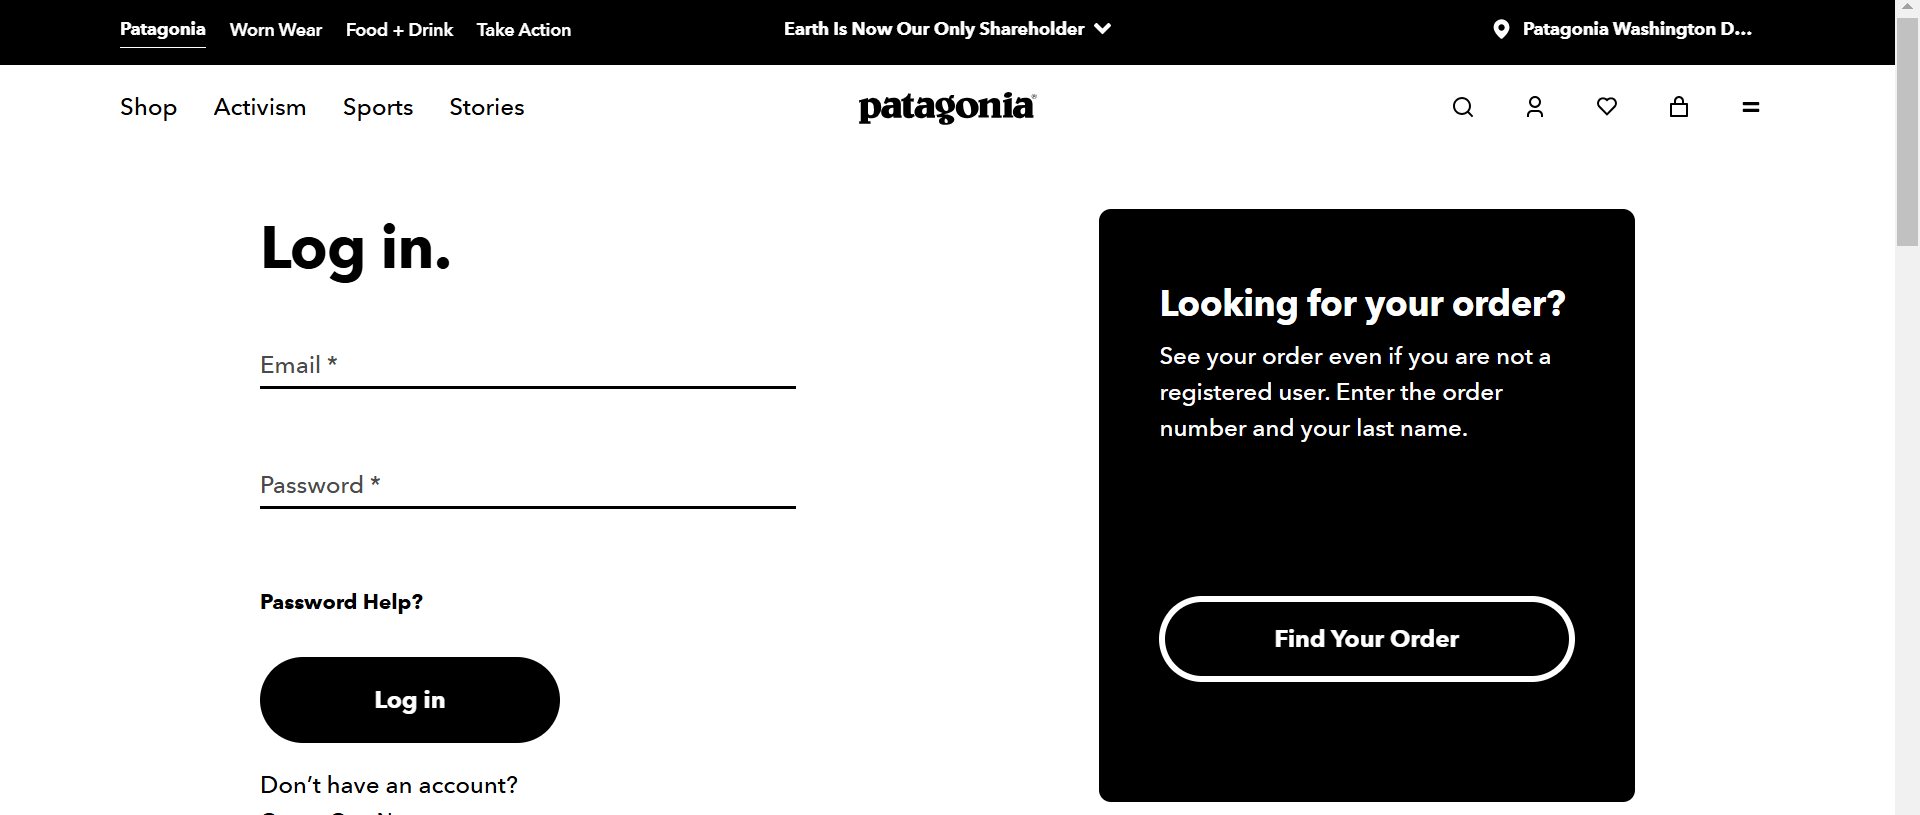 Patagonia Worn Wear Food + Drink Take Action
Earth Is Now Our Only Shareholder
Patagonia Washington D...
Shop Activism Sports Stories
patagonia®
Log in.
Email *
Password *
Password Help?
Log in
Don’t have an account?
Looking for your order?
See your order even if you are not a
registered user. Enter the order
number and your last name.
Find Your Order